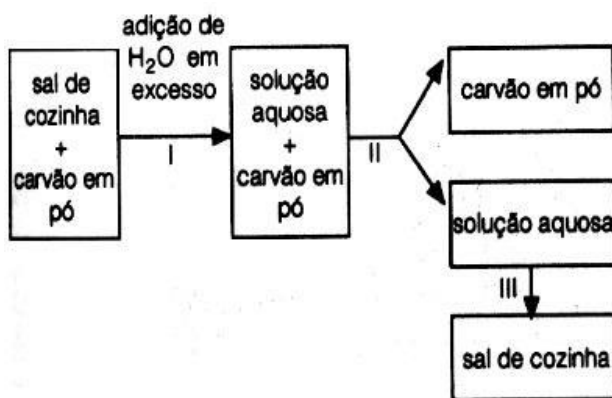 sal de
cozinha
+
carvão em
pó
adição de
H₂O em
excesso
I
solução
aquosa
+
carvão em
pó
II
carvão em pó
solução aquosa
III
sal de cozinha